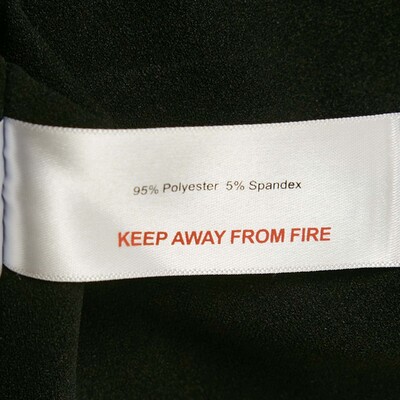 95% Polyester 5% Spandex
KEEP AWAY FROM FIRE